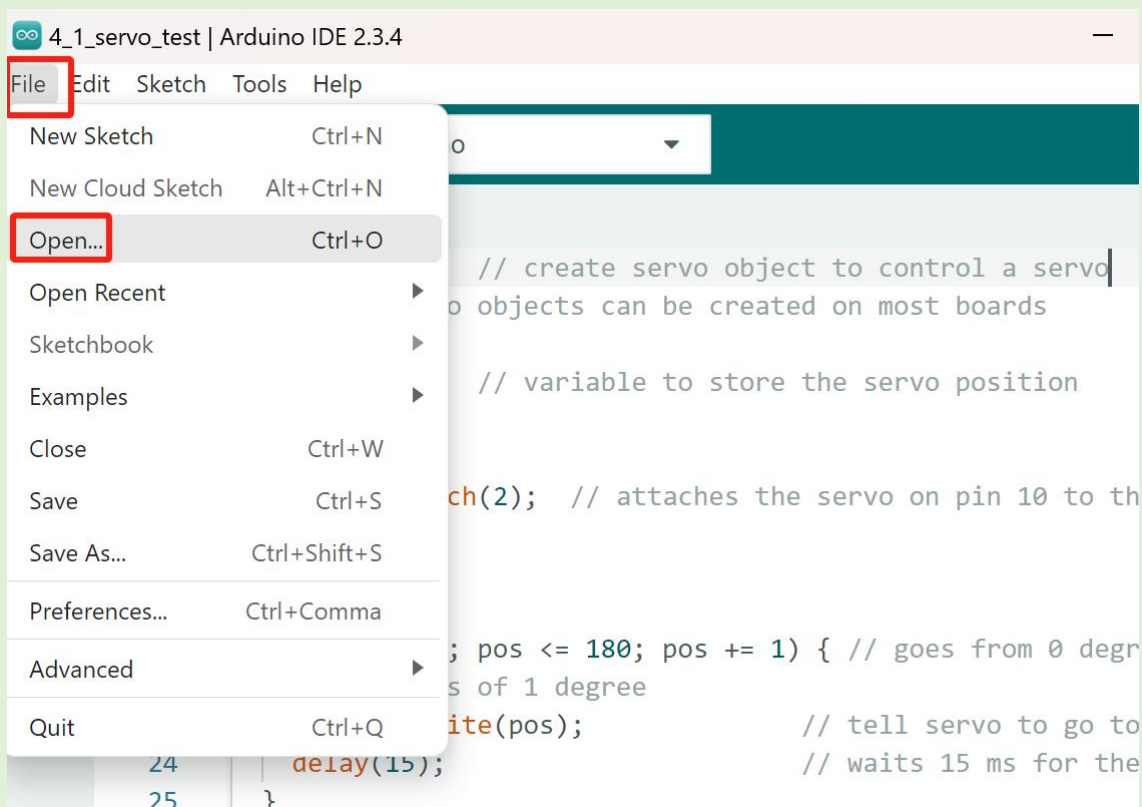 4_1_servo_test | Arduino IDE 2.3.4
File Edit Sketch Tools Help
New Sketch Ctrl+N
New Cloud Sketch Alt+Ctrl+N
Open... Ctrl+O
Open Recent
Sketchbook
Examples
Close Ctrl+W
Save Ctrl+S
Save As... Ctrl+Shift+S
Preferences... Ctrl+Comma
Advanced
Quit Ctrl+Q
o
// create servo object to control a servo
o objects can be created on most boards
// variable to store the servo position
ch(2); // attaches the servo on pin 10 to th
; pos <= 180; pos += 1) { // goes from 0 degr
s of 1 degree
ite(pos); // tell servo to go to
24 delay(15); // waits 15 ms for the
25 }